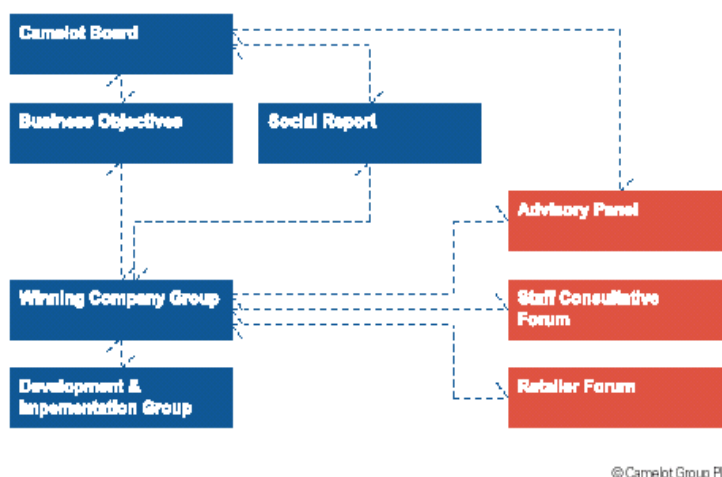 Camelot Board
Business Objectives
Social Report
Advisory Panel
Winning Company Group
Staff Consultative
Forum
Development &
Impementation Group
Retailer Forum
© Camelot Group Pl